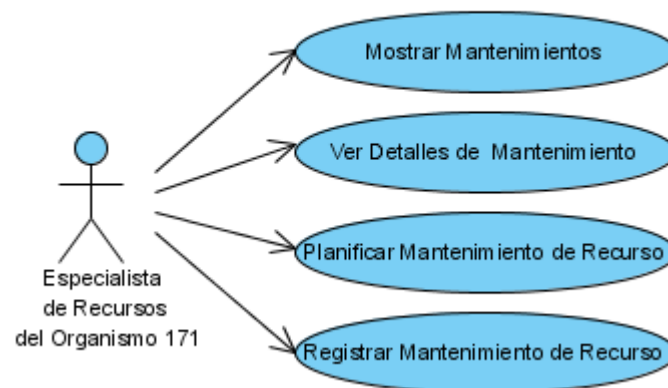 Mostrar Mantenimientos
Ver Detalles de Mantenimiento
Planificar Mantenimiento de Recurso
Registrar Mantenimiento de Recurso
Especialista
de Recursos
del Organismo 171